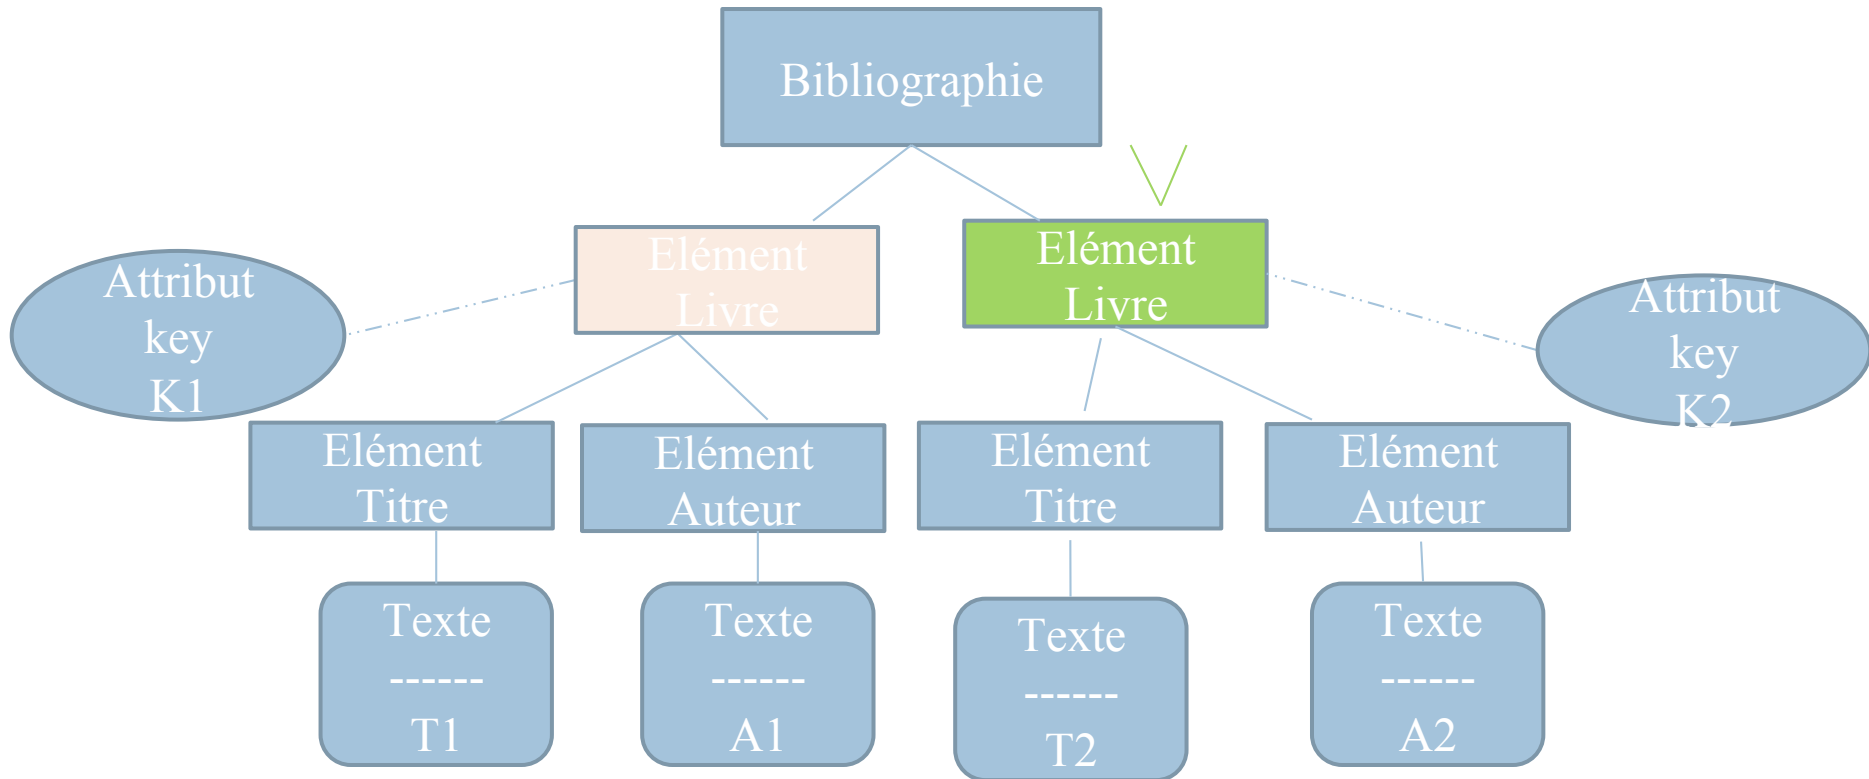 Bibliographie
Elément
Livre
Elément
Livre
Attribut
key
K1
Attribut
key
K2
Elément
Titre
Elément
Auteur
Elément
Titre
Elément
Auteur
Texte
------
T1
Texte
------
A1
Texte
------
T2
Texte
------
A2